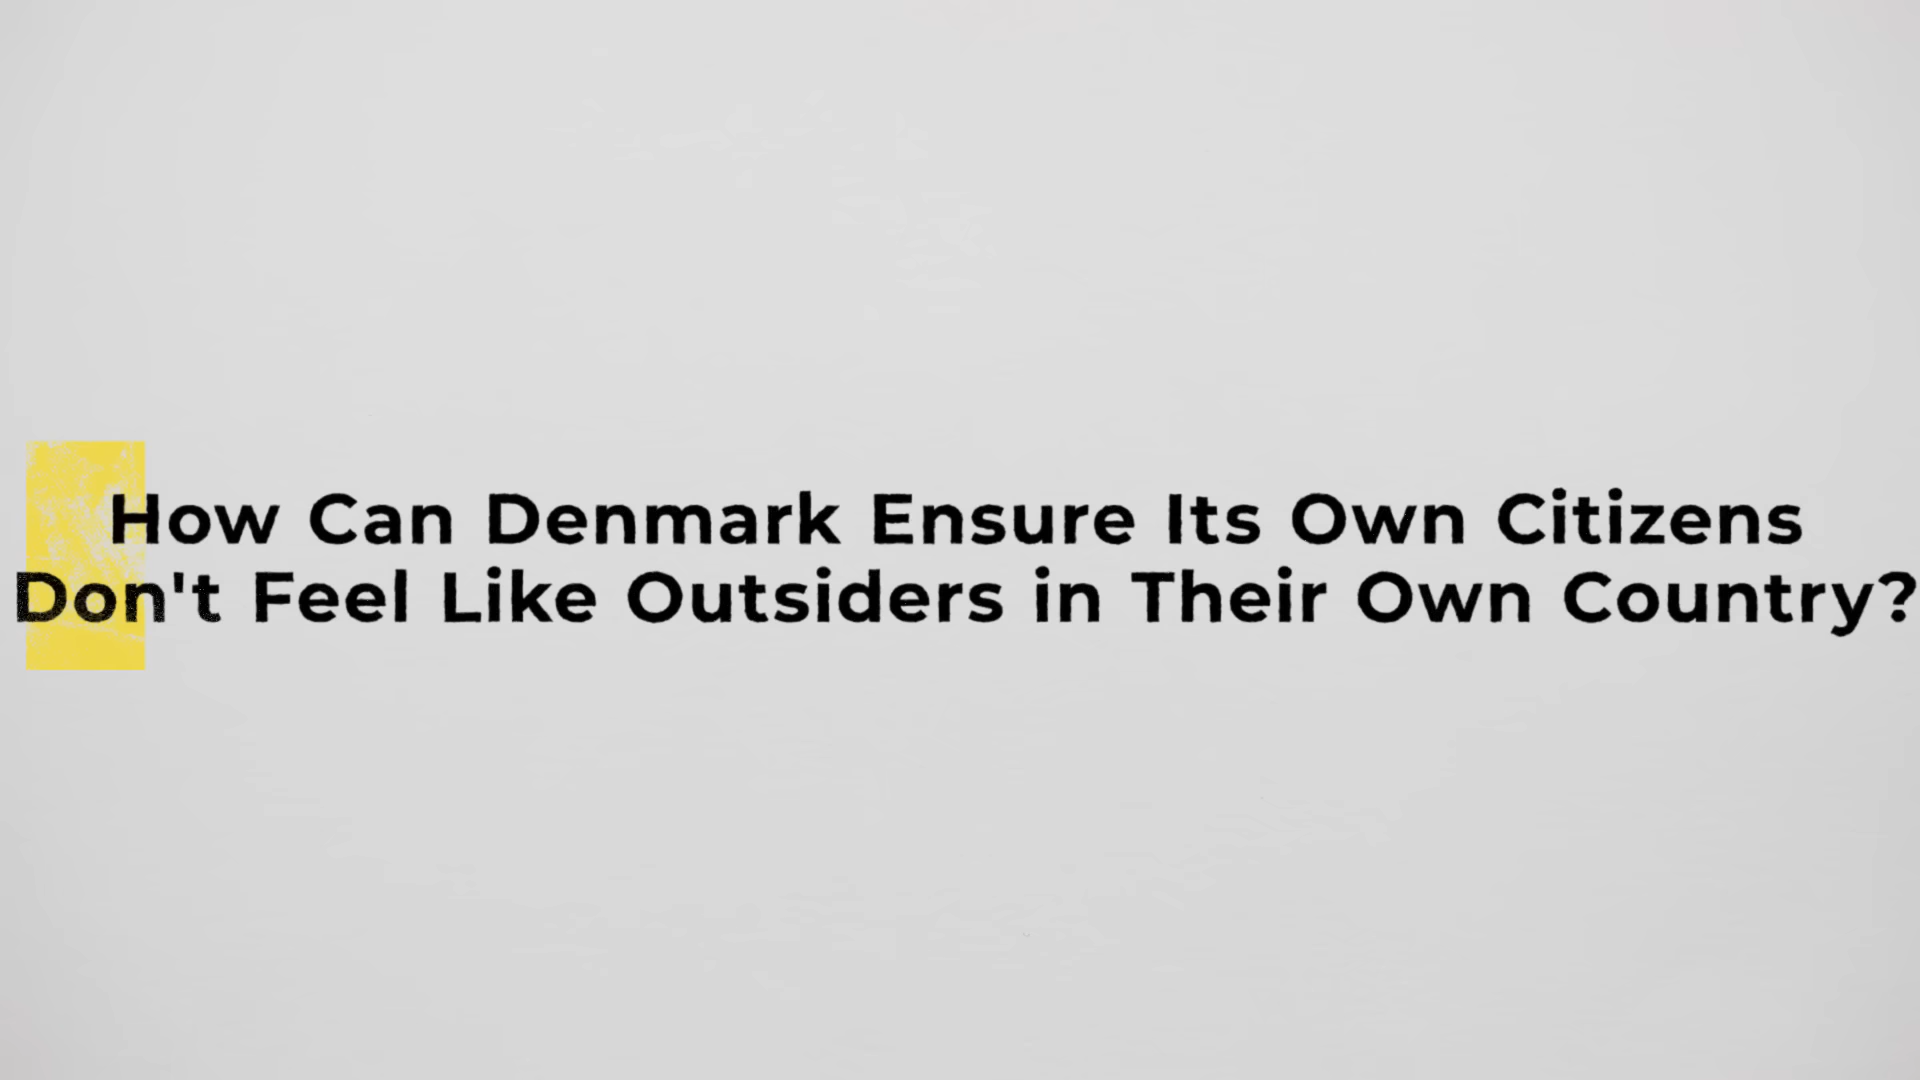 How Can Denmark Ensure Its Own Citizens
Don't Feel Like Outsiders in Their Own Country?